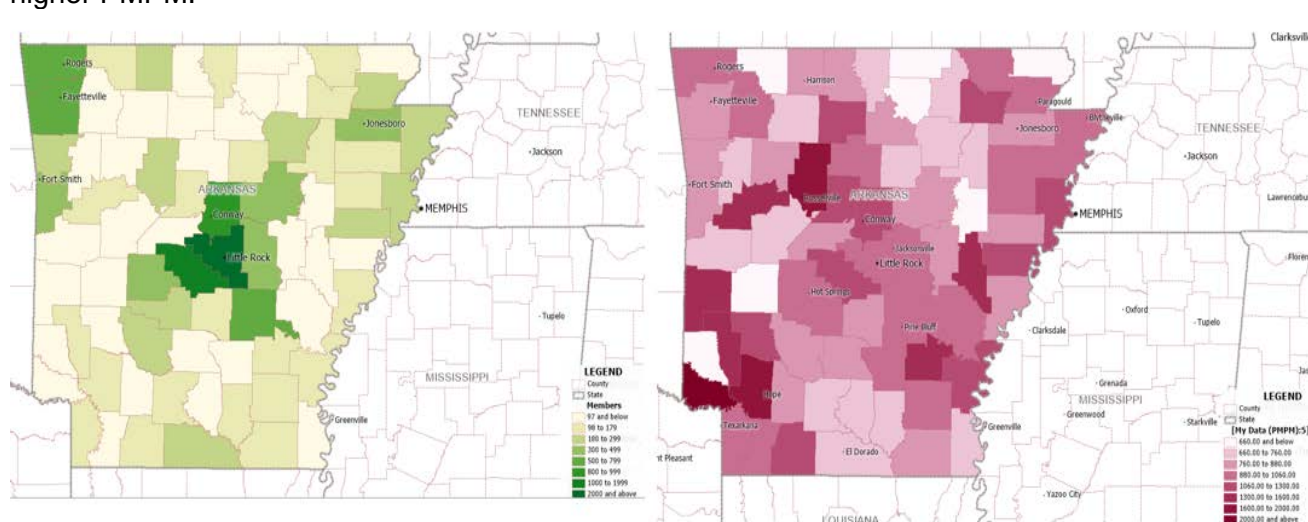 higher PMPM.
Rogers
Fayetteville
Jonesboro
TENNESSEE
Jackson
Fort Smith
ARKANSAS
MEMPHIS
Conway
Little Rock
Tupelo
MISSISSIPPI
Greenville
LEGEND
County
State
Members
97 and below
98 to 179
180 to 299
300 to 499
500 to 799
800 to 999
1000 to 1999
2000 and above
Clarksvill
Rogers
Harrison
Fayetteville
Paragould
Blytheville
Jonesboro
TENNESSEE
Jackson
Fort Smith
Lawrencebu
Russellville
ARKANSAS
MEMPHIS
Conway
Jacksonville
Little Rock
Floren
Hot Springs
Oxford
Tupelo
Pine Bluff
Clarksdale
Grenada
MISSISSIPPI
Hope
Greenwood
Starkville
Texarkana
Greenville
El Dorado
nt Pleasant
Yazoo City
LOUISIANA
LEGEND
County
State
[My Data (PMPM):5]
660.00 and below
660.00 to 760.00
760.00 to 880.00
880.00 to 1060.00
1060.00 to 1300.00
1300.00 to 1600.00
1600.00 to 2000.00
2000.00 and above